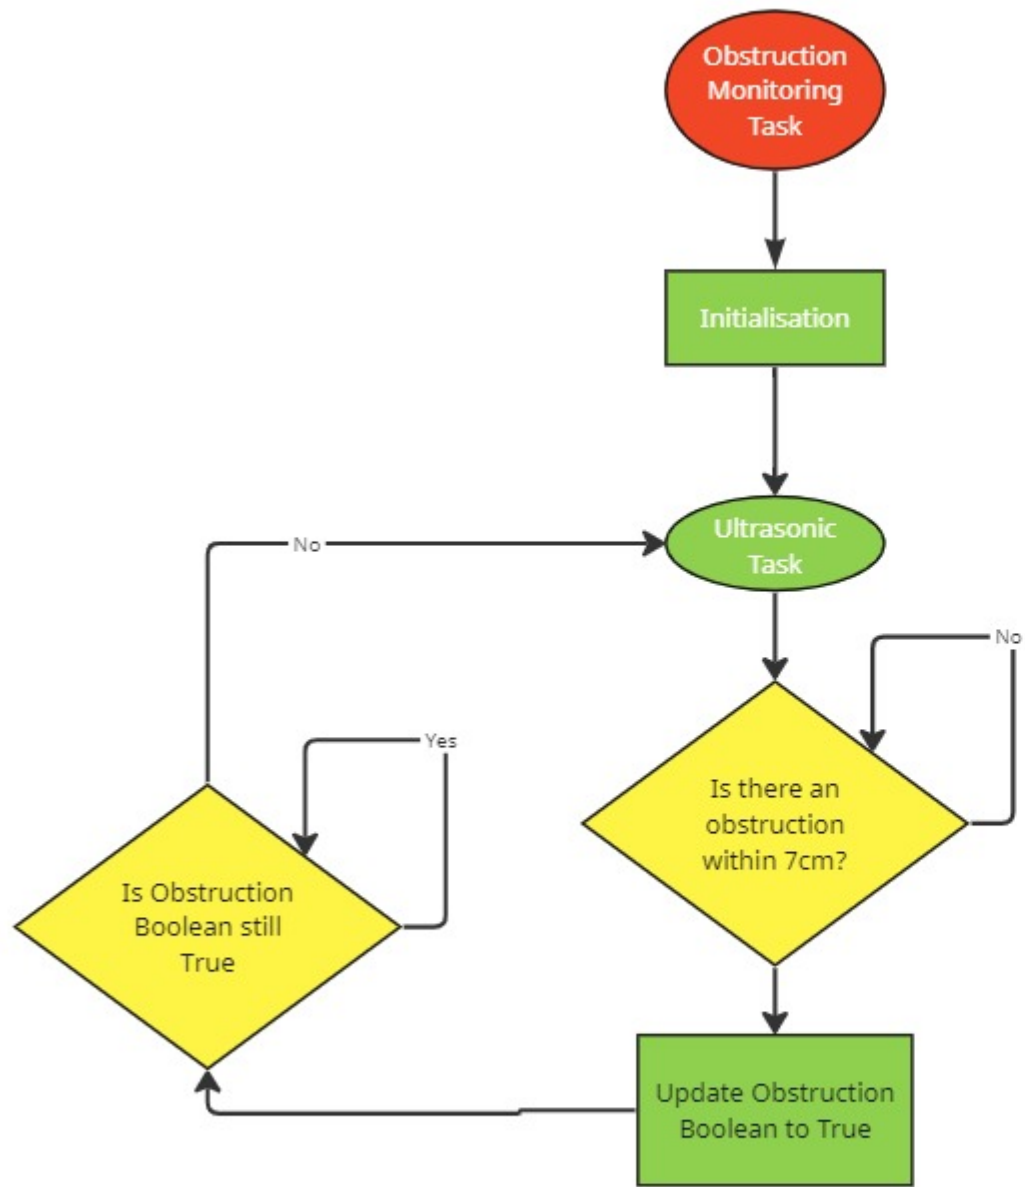 Obstruction
Monitoring
Task
Initialisation
Ultrasonic
Task
No
No
Yes
Is there an
obstruction
within 7cm?
Is Obstruction
Boolean still
True
Update Obstruction
Boolean to True